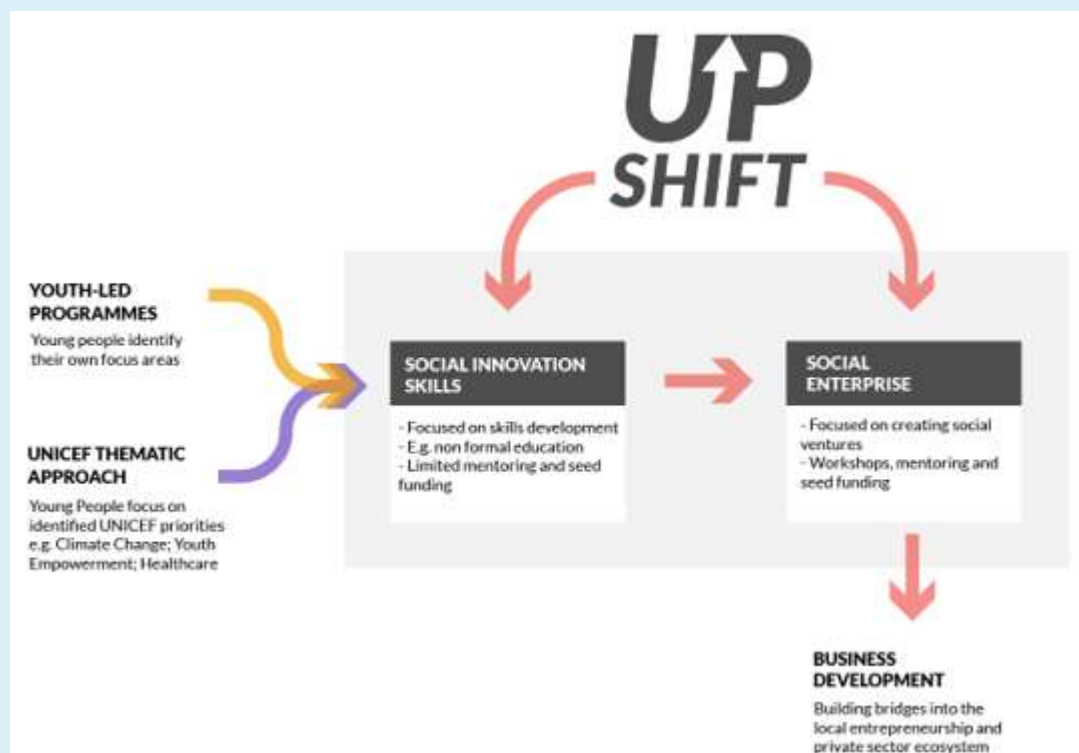 UP
SHIFT
YOUTH-LED
PROGRAMMES
Young people identify
their own focus areas
UNICEF THEMATIC
APPROACH
Young People focus on
identified UNICEF priorities
e.g. Climate Change; Youth
Empowerment; Healthcare
SOCIAL INNOVATION
SKILLS
- Focused on skills development
- E.g. non formal education
- Limited mentoring and seed
funding
SOCIAL
ENTERPRISE
- Focused on creating social
ventures
- Workshops, mentoring and
seed funding
BUSINESS
DEVELOPMENT
Building bridges into the
local entrepreneurship and
private sector ecosystem